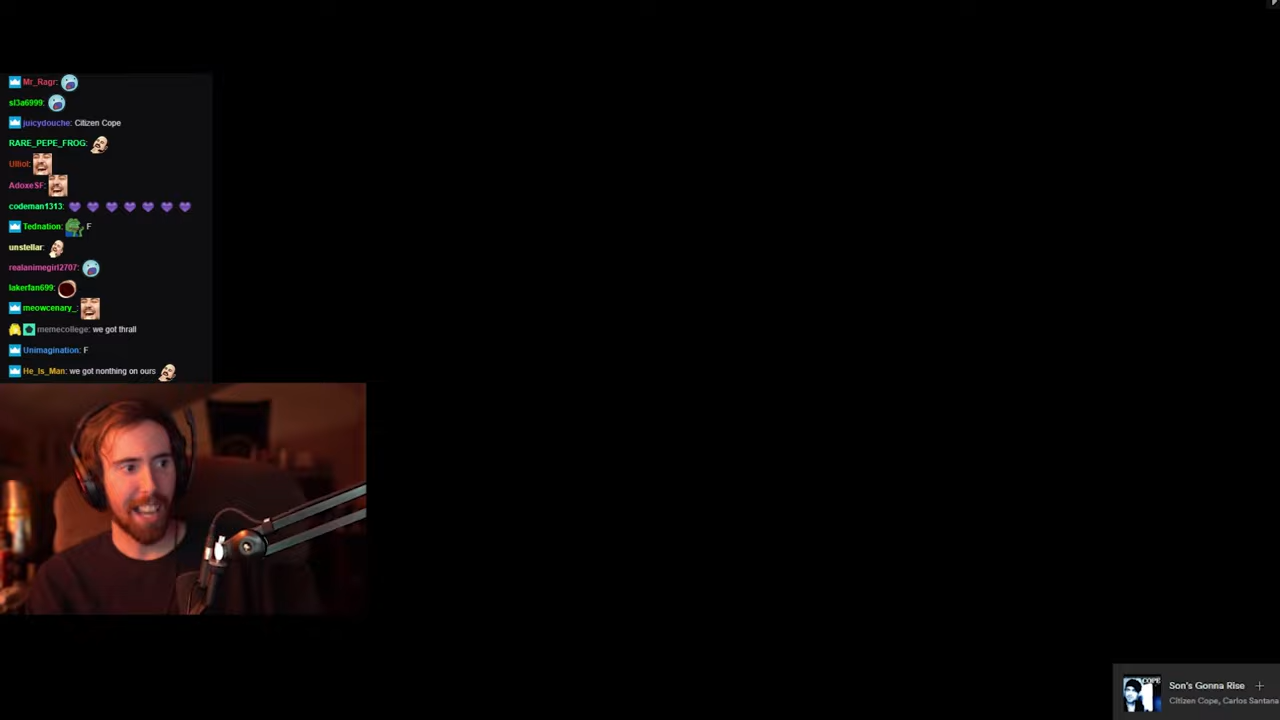 Mr_Ragr:
sl3a6999:
juicydouche: Citizen Cope
RARE_PEPE_FROG:
Ulliol:
AdoxeSF:
codeman1313:
Tednation: F
unstellar:
realanimegirl2707:
lakerfan699:
meowcenary_:
memecollege: we got thrall
Unimagination: F
He_Is_Man: we got nonthing on ours
Son's Gonna Rise
Citizen Cope, Carlos Santana